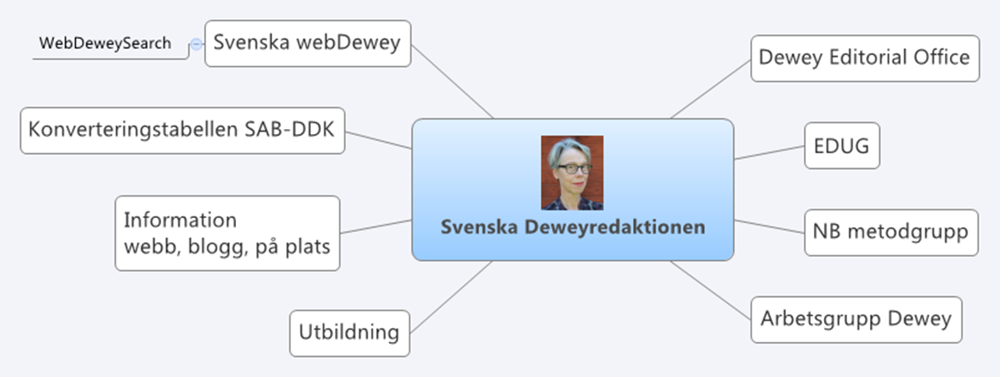 WebDeweySearch
Svenska webDewey
Konverteringstabellen SAB-DDK
Information
webb, blogg, på plats
Utbildning
Svenska Deweyredaktionen
Dewey Editorial Office
EDUG
NB metodgrupp
Arbetsgrupp Dewey